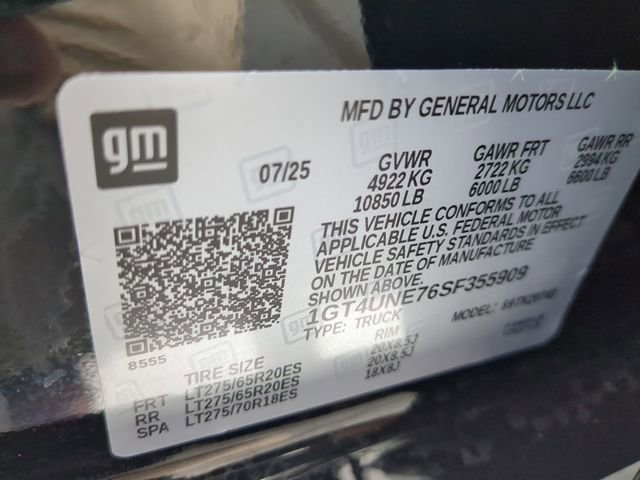 gm
MFD BY GENERAL MOTORS LLC
07/25
GVWR
4922 KG
10850 LB
GAWR FRT
2722 KG
6000 LB
GAWR RR
2994 KG
6600 LB
THIS VEHICLE CONFORMS TO ALL
APPLICABLE U.S. FEDERAL MOTOR
VEHICLE SAFETY STANDARDS IN EFFECT
ON THE DATE OF MANUFACTURE
1GT4UNE76SF355909
TYPE: TRUCK
MODEL:
8555
TIRE SIZE
RIM
FRT LT275/65R20ES 20X8.5J
RR LT275/65R20ES 20X8.5J
SPA LT275/70R18ES 18X8J